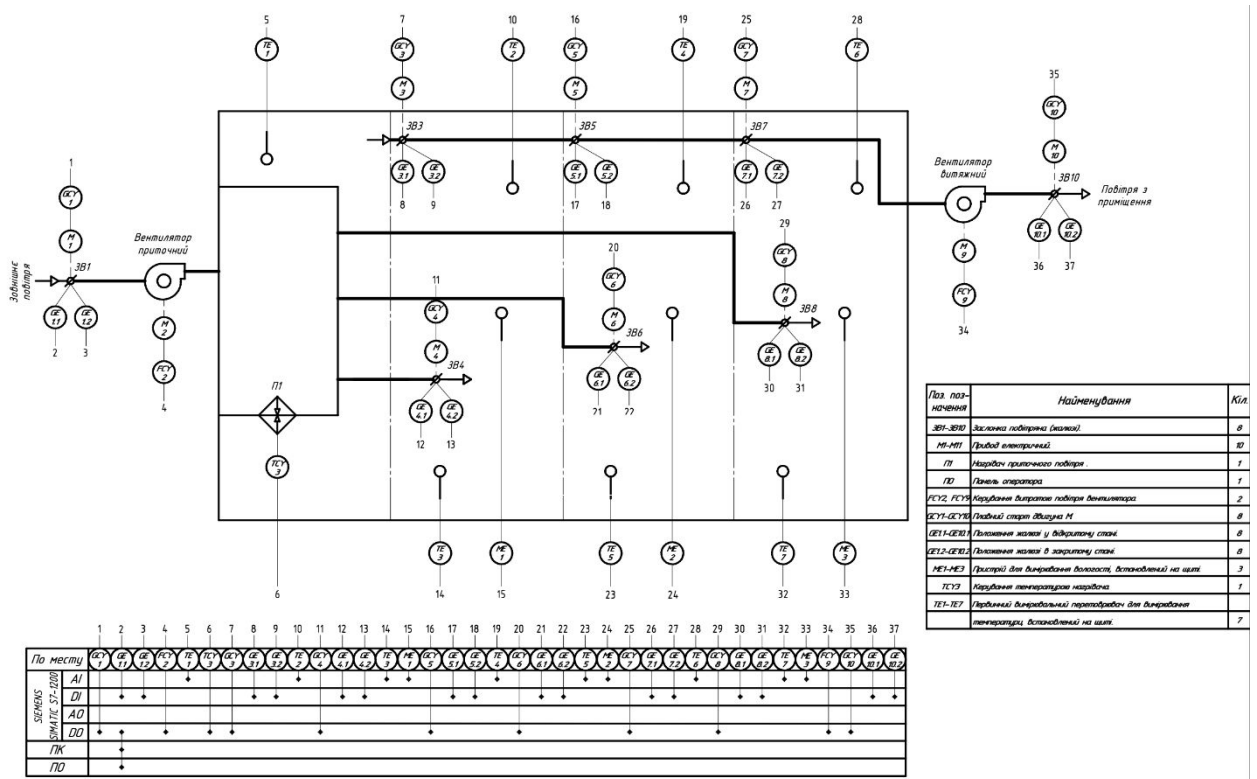 5
7
10
16
19
25
28
TE 1
GCY 3
TE 2
GCY 5
TE 4
GCY 7
TE 6
35
M 3
M 5
M 7
GCY 10
ЗВ3
ЗВ5
ЗВ7
M 10
1
GE 3.1
GE 3.2
GE 5.1
GE 5.2
GE 7.1
GE 7.2
Вентилятор
витяжний
ЗВ10
Повітря з
приміщення
GCY 1
8
9
17
18
26
27
29
GE 10.1
GE 10.2
M 1
Вентилятор
приточний
20
GCY 8
M 9
36
37
Зовнішнє
повітря
ЗВ1
11
GCY 6
M 8
FCY 9
GE 1.1
GE 1.2
GCY 4
M 6
ЗВ8
34
M 2
M 4
ЗВ6
GE 8.1
GE 8.2
2
3
FCY 2
П1
ЗВ4
GE 6.1
GE 6.2
30
31
4
GE 4.1
GE 4.2
21
22
12
13
TCY 3
6
TE 3
ME 1
TE 5
ME 2
TE 7
ME 3
14
15
23
24
32
33
Поз. поз-
начення
Найменування
Кіл.
ЗВ1-ЗВ10 Заслонка повітряна (жалюзі). 8
М1-М11 Привод електричний. 10
П1 Нагрівач приточного повітря . 1
ПО Панель оператора 1
FCY2, FCY9 Керування витратою повітря вентилятора 2
GCY1-GCY10 Плавний старт двигуна М 8
GE1.1-GE10.1 Положення жалюзі у відкритому стані. 8
GE1.2-GE10.2 Положення жалюзі в закритому стані. 8
ME1-ME3 Пристрій для вимірювання вологості, встановлений на щиті 3
TCY3 Керування температурою нагрівача 1
TE1-TE7 Первинний вимірювальний перетворювач для вимірювання
температури, встановлений на щиті. 7
1 2 3 4 5 6 7 8 9 10 11 12 13 14 15 16 17 18 19 20 21 22 23 24 25 26 27 28 29 30 31 32 33 34 35 36 37
По месту GCY 1 GE 1.1 GE 1.2 FCY 2 TE 1 TCY 3 GCY 3 GE 3.1 GE 3.2 TE 2 GCY 4 GE 4.1 GE 4.2 TE 3 ME 1 GCY 5 GE 5.1 GE 5.2 TE 4 GCY 6 GE 6.1 GE 6.2 TE 5 ME 2 GCY 7 GE 7.1 GE 7.2 TE 6 GCY 8 GE 8.1 GE 8.2 TE 7 ME 3 FCY 9 GCY 10 GE 10.1 GE 10.2
SIEMENS
SIMATIC S7-1200
AI
DI
AO
DO
ПК
ПО